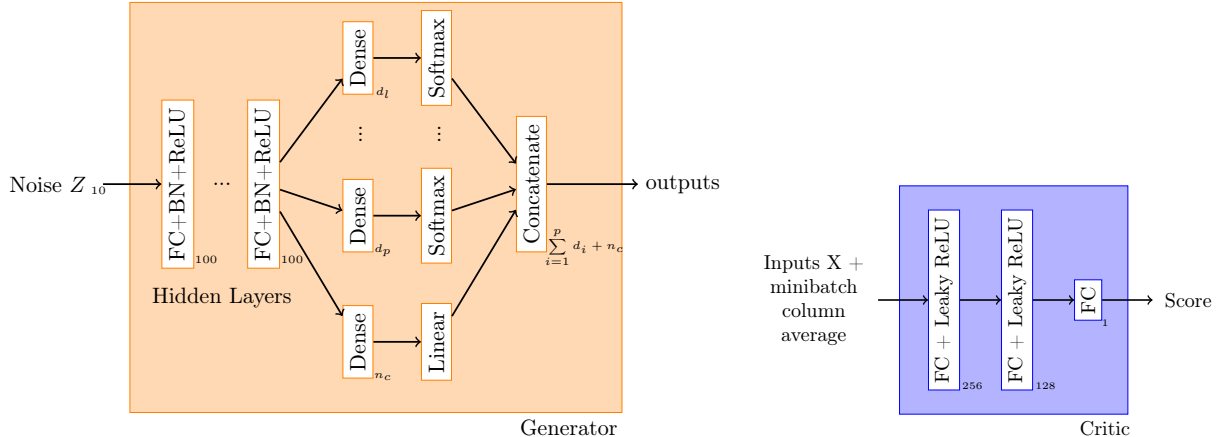 Noise Z 10
FC+BN+ReLU
100
...
FC+BN+ReLU
100
Hidden Layers
Dense
d_l
Softmax
...
...
Dense
d_p
Softmax
Dense
n_c
Linear
Concatenate
∑_{i=1}^{p} d_i + n_c
outputs
Generator
Inputs X +
minibatch
column
average
FC + Leaky ReLU
256
FC + Leaky ReLU
128
FC
1
Score
Critic